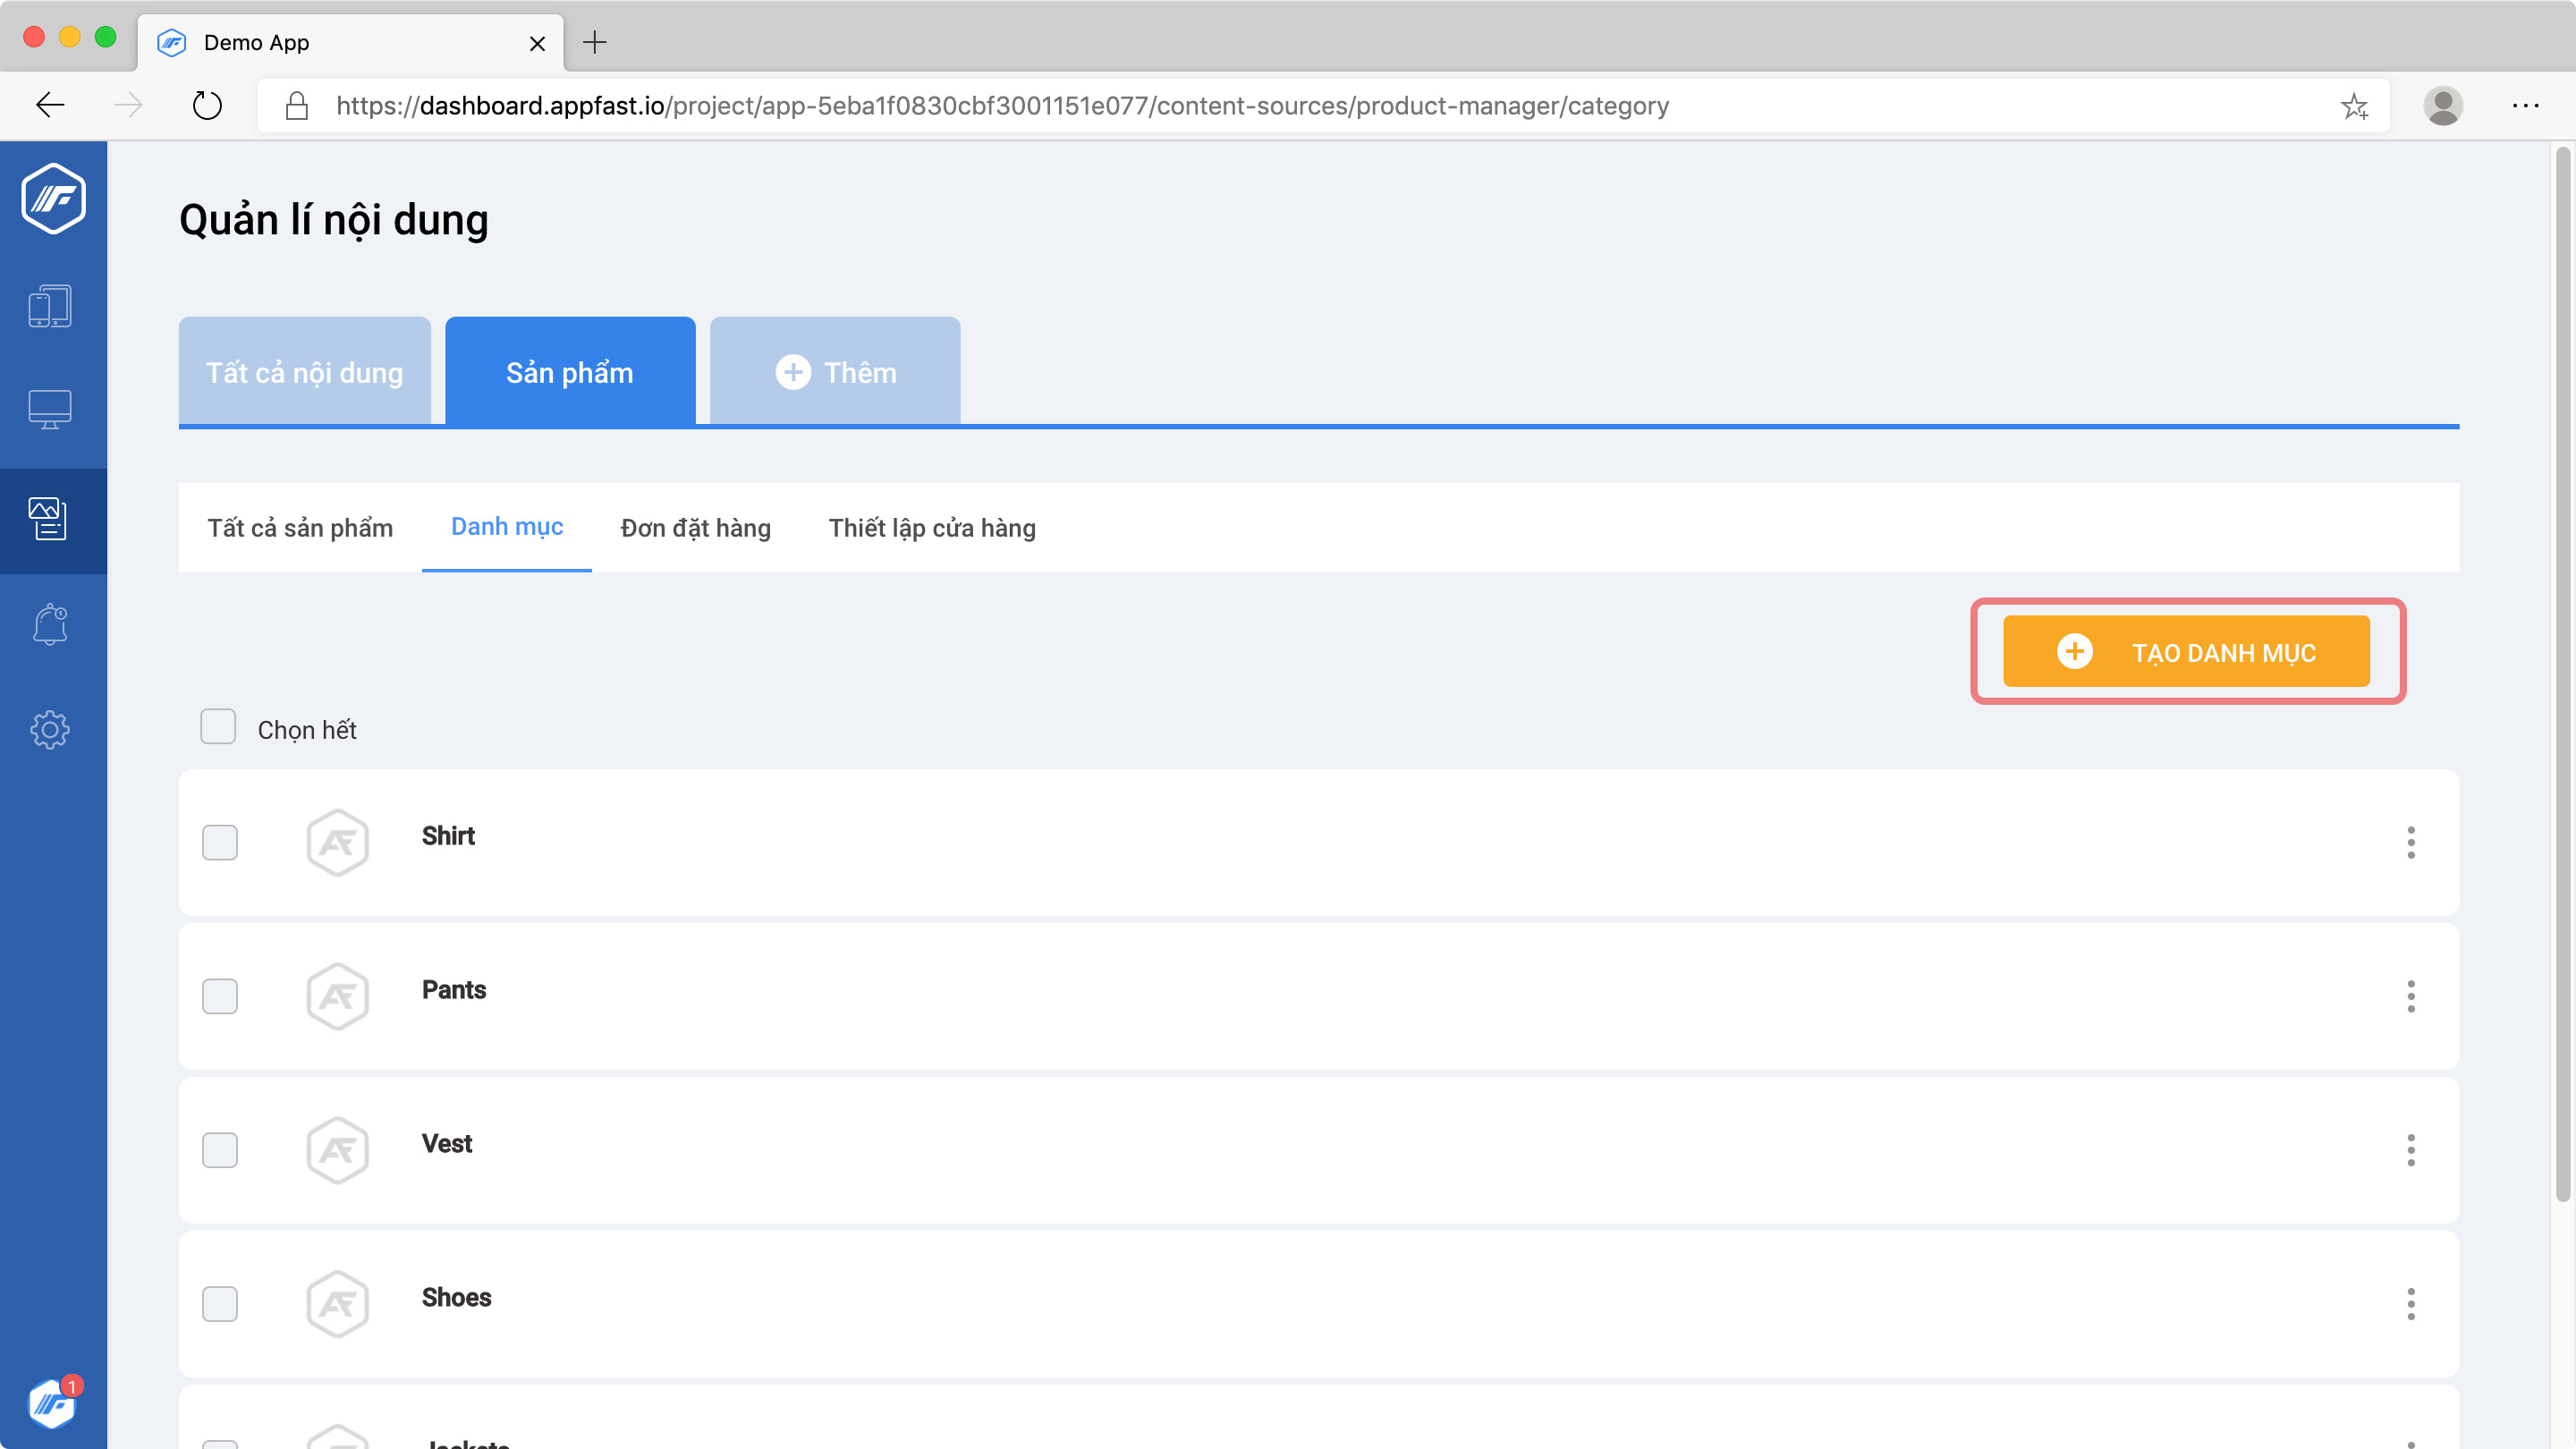 Demo App
https://dashboard.appfast.io/project/app-5eba1f0830cbf3001151e077/content-sources/product-manager/category
Quản lí nội dung
Tất cả nội dung
Sản phẩm
Thêm
Tất cả sản phẩm
Danh mục
Đơn đặt hàng
Thiết lập cửa hàng
TẠO DANH MỤC
Chọn hết
Shirt
Pants
Vest
Shoes
1